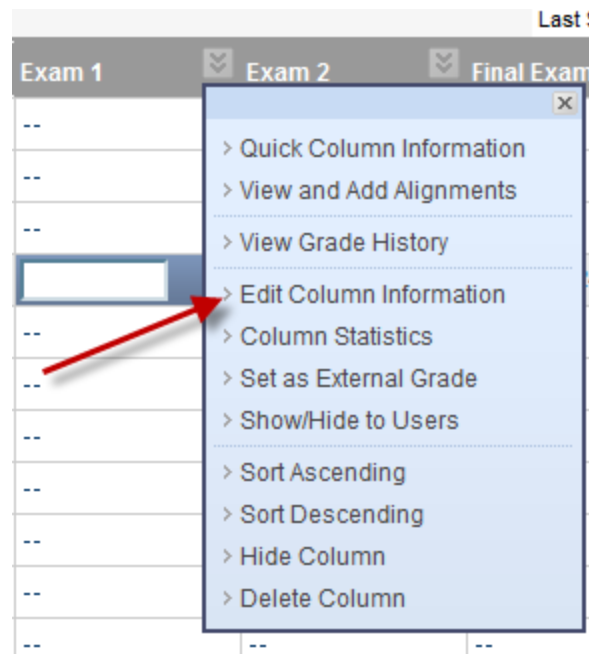 Last
Exam 1 Exam 2 Final Exam
--
> Quick Column Information
--
> View and Add Alignments
--
> View Grade History
> Edit Column Information
--
> Column Statistics
--
> Set as External Grade
--
> Show/Hide to Users
--
> Sort Ascending
> Sort Descending
--
> Hide Column
--
> Delete Column
-- -- --